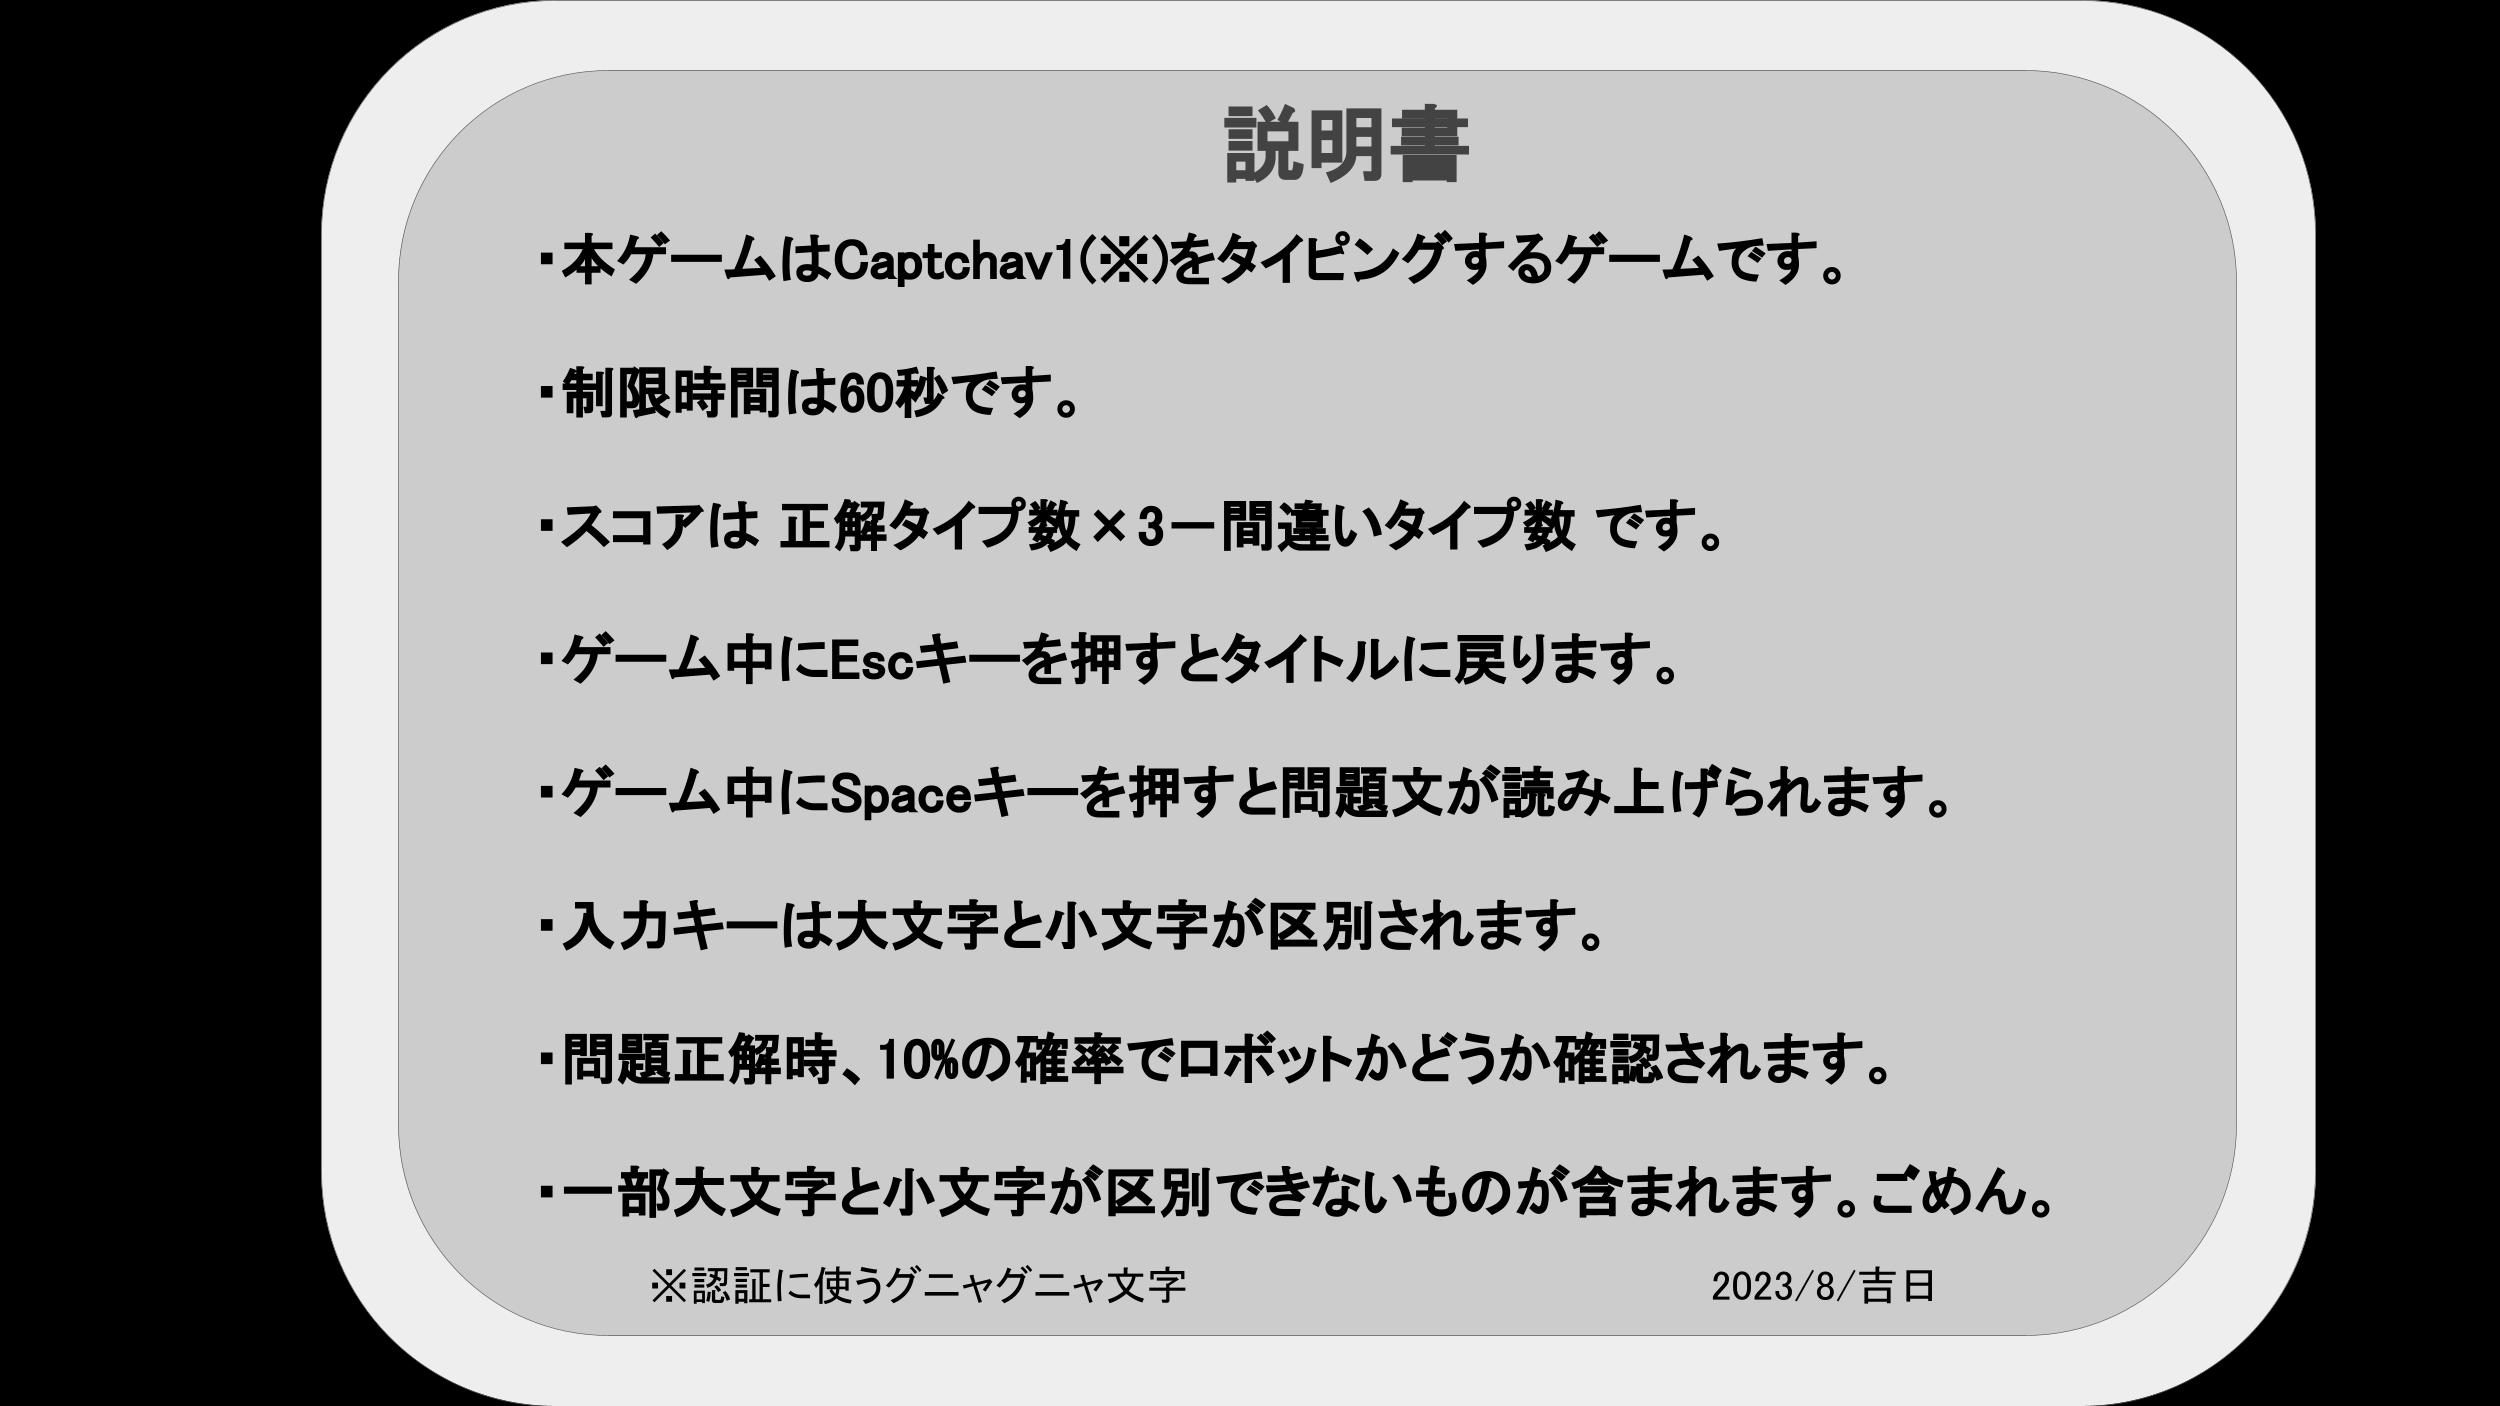 説明書
・本ゲームはCaptchav1(※)をタイピングするゲームです。
・制限時間は60秒です。
・スコアは 正解タイプ数×3ー間違いタイプ数 です。
・ゲーム中にEscキーを押すとタイトルに戻ります。
・ゲーム中にSpaceキーを押すと問題文が読み上げられます。
・入力キーは大文字と小文字が区別されます。
・問題正解時、10%の確率でロボットかどうか確認されます。
・一部大文字と小文字が区別できないものが含まれます。ごめん。
※認証に使うグニャグニャ文字
2023/8/吉日